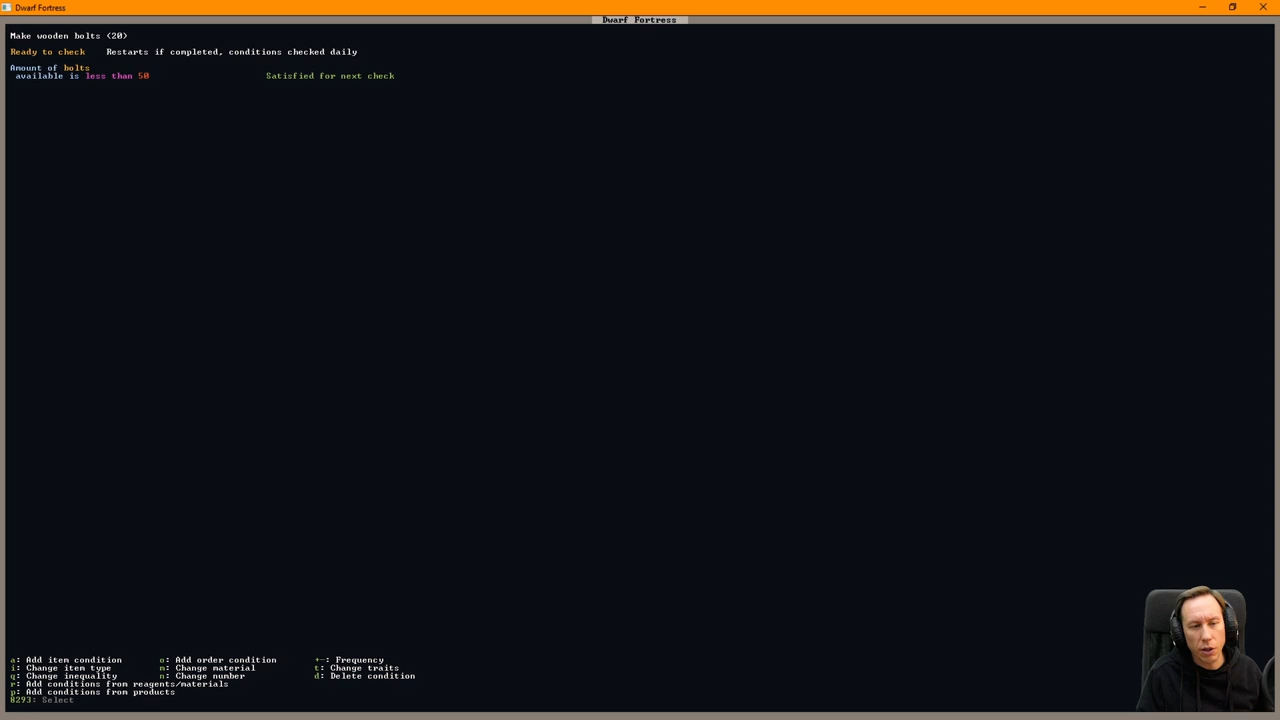 Dwarf Fortress
Dwarf Fortress
Make wooden bolts (20)
Ready to check Restarts if completed, conditions checked daily
Amount of bolts
available is less than 50 Satisfied for next check
a: Add item condition o: Add order condition +-: Frequency
i: Change item type m: Change material t: Change traits
q: Change inequality n: Change number d: Delete condition
r: Add conditions from reagents/materials
p: Add conditions from products
8293: Select